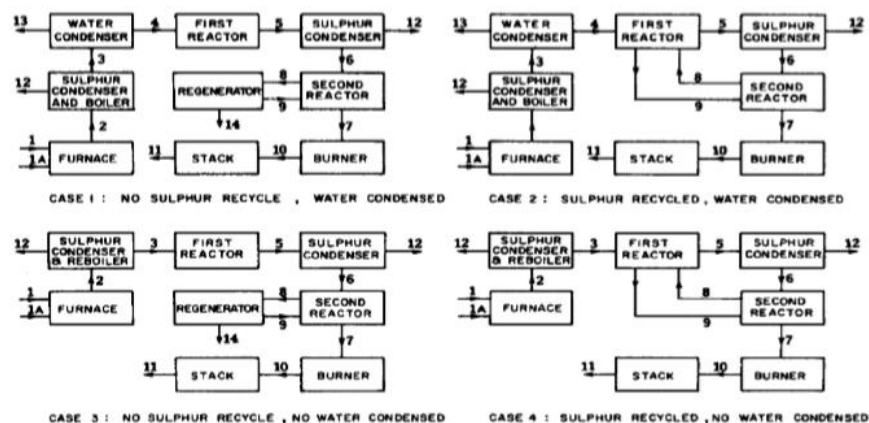 13
WATER
CONDENSER
4
FIRST
REACTOR
5
SULPHUR
CONDENSER
12
3
6
12
SULPHUR
CONDENSER
AND BOILER
REGENERATOR
8
9
SECOND
REACTOR
2
14
7
1
1A
FURNACE
11
STACK
10
BURNER
CASE 1 : NO SULPHUR RECYCLE , WATER CONDENSED
13
WATER
CONDENSER
4
FIRST
REACTOR
5
SULPHUR
CONDENSER
12
3
6
12
SULPHUR
CONDENSER
AND BOILER
8
9
SECOND
REACTOR
7
1
1A
FURNACE
11
STACK
10
BURNER
CASE 2 : SULPHUR RECYCLED , WATER CONDENSED
12
SULPHUR
CONDENSER
& REBOILER
3
FIRST
REACTOR
5
SULPHUR
CONDENSER
12
2
6
1
1A
FURNACE
REGENERATOR
8
9
SECOND
REACTOR
14
7
11
STACK
10
BURNER
CASE 3 : NO SULPHUR RECYCLE , NO WATER CONDENSED
12
SULPHUR
CONDENSER
& REBOILER
3
FIRST
REACTOR
5
SULPHUR
CONDENSER
12
2
6
1
1A
FURNACE
8
9
SECOND
REACTOR
7
11
STACK
10
BURNER
CASE 4 : SULPHUR RECYCLED , NO WATER CONDENSED